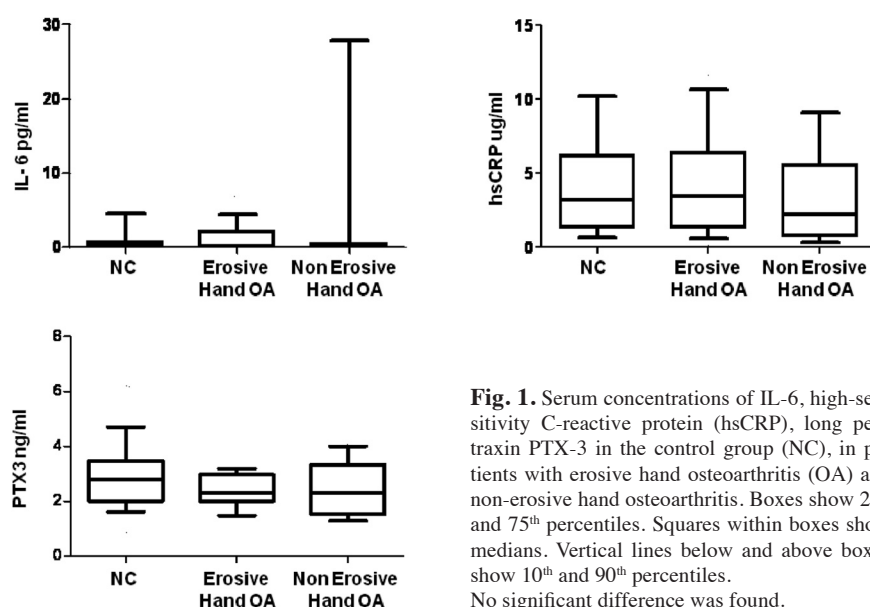 30
20
10
0
IL-6 pg/ml
NC
Erosive
Hand OA
Non Erosive
Hand OA
15
10
5
0
hsCRP ug/ml
NC
Erosive
Hand OA
Non Erosive
Hand OA
8
6
4
2
0
PTX3 ng/ml
NC
Erosive
Hand OA
Non Erosive
Hand OA
Fig. 1. Serum concentrations of IL-6, high-se
sitivity C-reactive protein (hsCRP), long pe
traxin PTX-3 in the control group (NC), in p
tients with erosive hand osteoarthritis (OA) a
non-erosive hand osteoarthritis. Boxes show 2
and 75th percentiles. Squares within boxes sho
medians. Vertical lines below and above box
show 10th and 90th percentiles.
No significant difference was found.